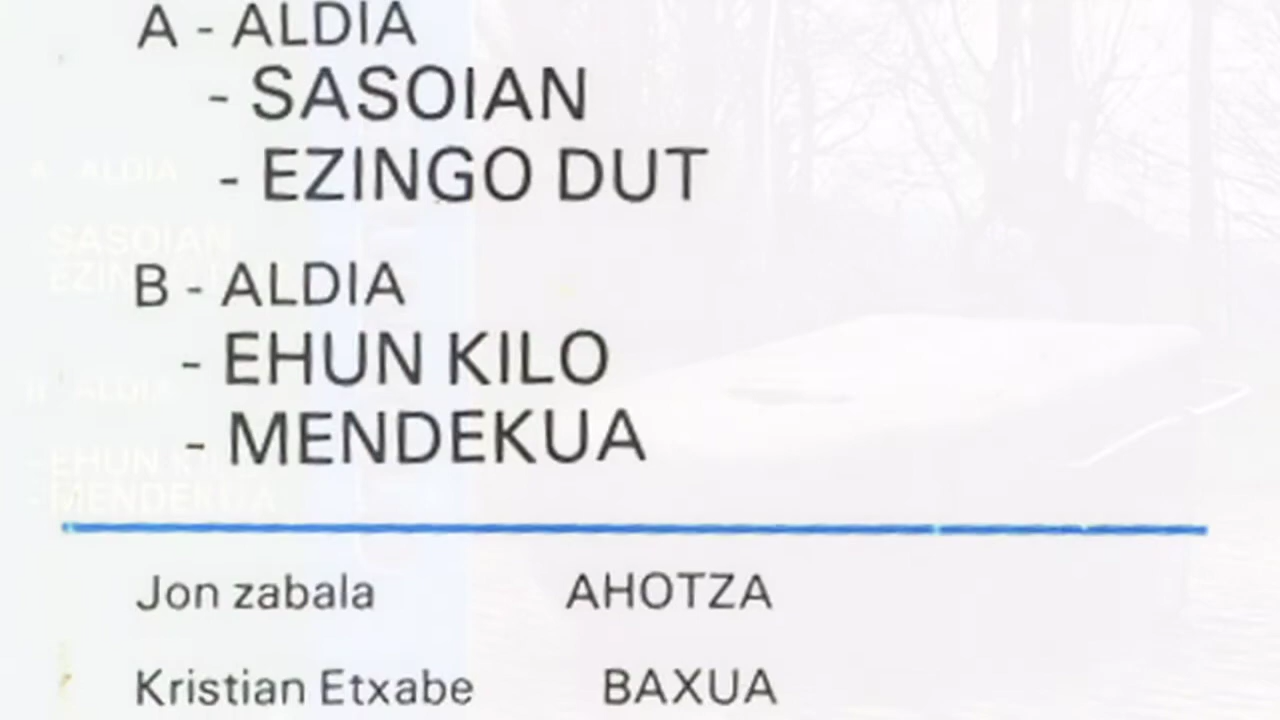 A - ALDIA
- SASOIAN
- EZINGO DUT
B - ALDIA
- EHUN KILO
- MENDEKUA
Jon zabala AHOTZA
Kristian Etxabe BAXUA